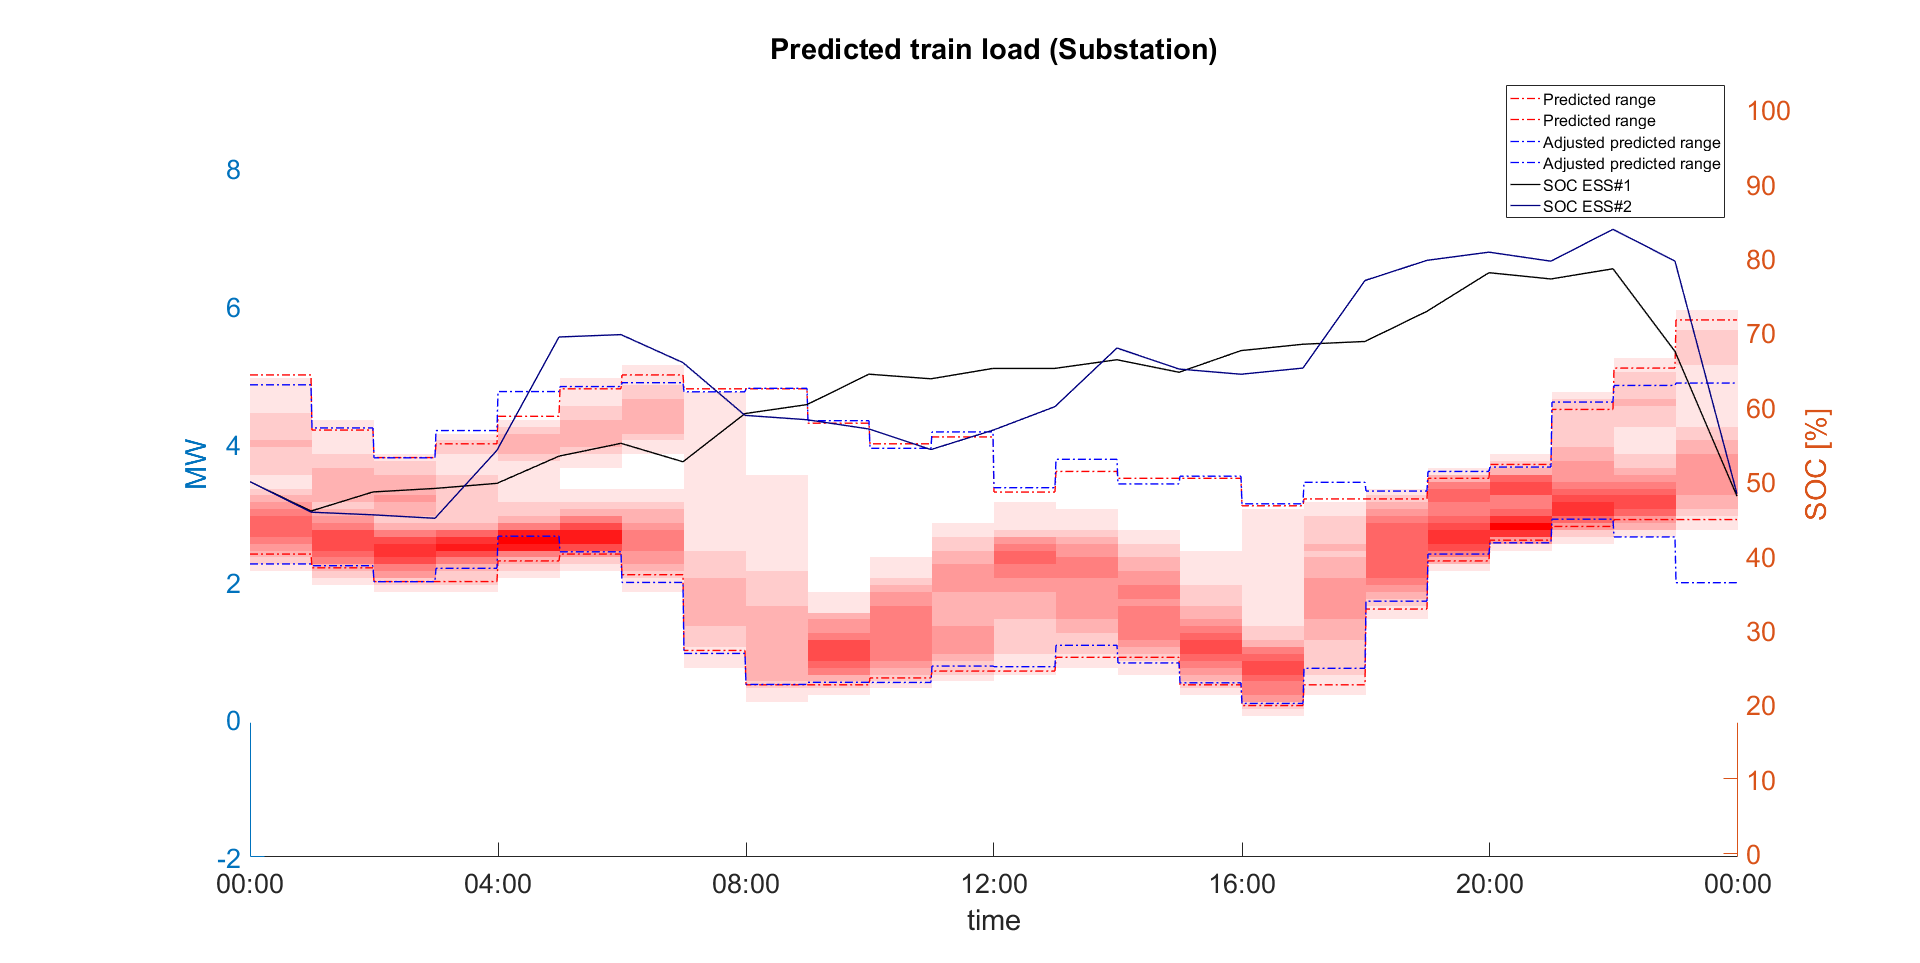 Predicted train load (Substation)
Predicted range
Predicted range
Adjusted predicted range
Adjusted predicted range
SOC ESS#1
SOC ESS#2
8
6
4
2
0
-2
MW
100
90
80
70
60
50
40
30
20
10
0
SOC [%]
00:00 04:00 08:00 12:00 16:00 20:00 00:00
time